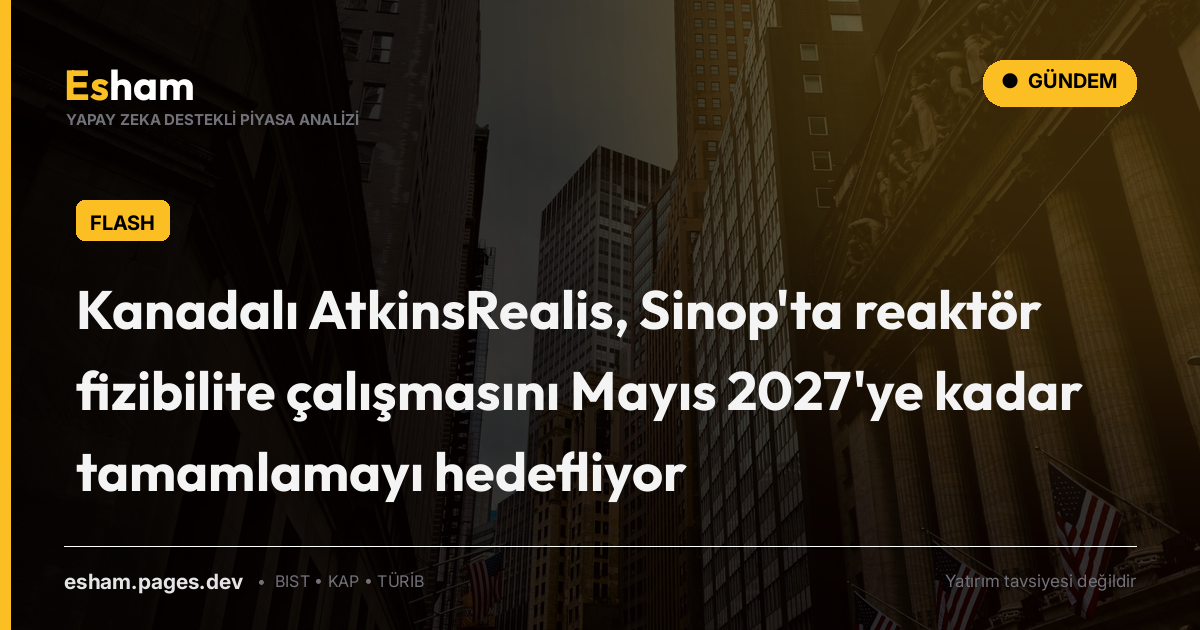 Esham
YAPAY ZEKA DESTEKLİ PİYASA ANALİZİ
● GÜNDEM
FLASH
Kanadalı AtkinsRealis, Sinop'ta reaktör
fizibilite çalışmasını Mayıs 2027'ye kadar
tamamlamayı hedefliyor
esham.pages.dev • BIST • KAP • TÜRİB
Yatırım tavsiyesi değildir